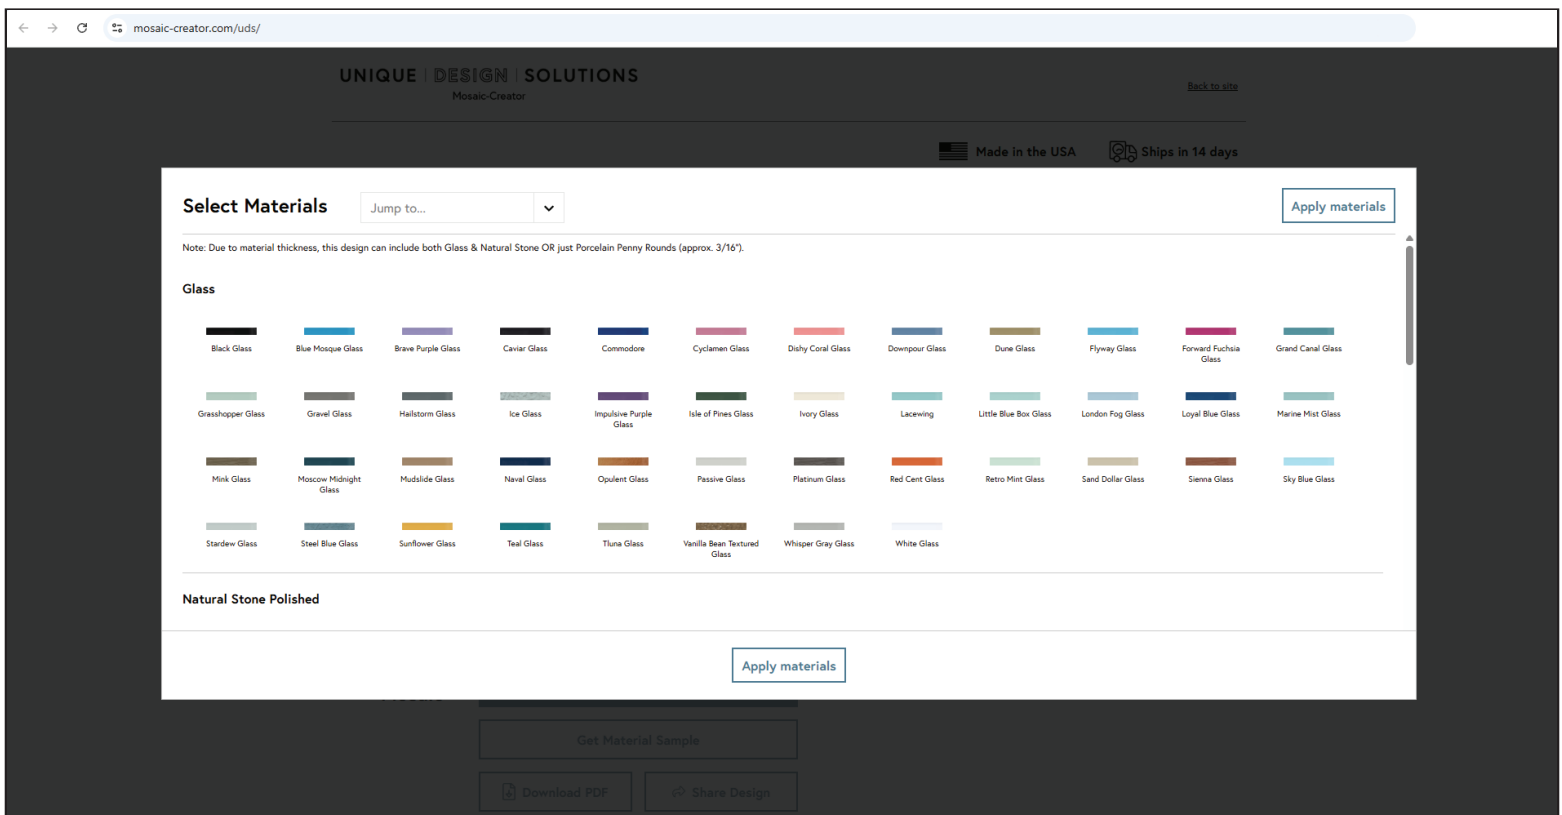 mosaic-creator.com/uds/
UNIQUE | DESIGN | SOLUTIONS
Mosaic-Creator
Back to site
Made in the USA
Ships in 14 days
Select Materials
Jump to...
Apply materials
Note: Due to material thickness, this design can include both Glass & Natural Stone OR just Porcelain Penny Rounds (approx. 3/16").
Glass
Black Glass
Blue Mosque Glass
Brave Purple Glass
Caviar Glass
Commodore
Cyclamen Glass
Dishy Coral Glass
Downpour Glass
Dune Glass
Flyway Glass
Forward Fuchsia
Glass
Grand Canal Glass
Grasshopper Glass
Gravel Glass
Hailstorm Glass
Ice Glass
Impulsive Purple
Glass
Isle of Pines Glass
Ivory Glass
Lacewing
Little Blue Box Glass
London Fog Glass
Loyal Blue Glass
Marine Mist Glass
Mink Glass
Moscow Midnight
Glass
Mudslide Glass
Naval Glass
Opulent Glass
Passive Glass
Platinum Glass
Red Cent Glass
Retro Mint Glass
Sand Dollar Glass
Sienna Glass
Sky Blue Glass
Stardew Glass
Steel Blue Glass
Sunflower Glass
Teal Glass
Tluna Glass
Vanilla Bean Textured
Glass
Whisper Gray Glass
White Glass
Natural Stone Polished
Apply materials
Get Material Sample
Download PDF
Share Design